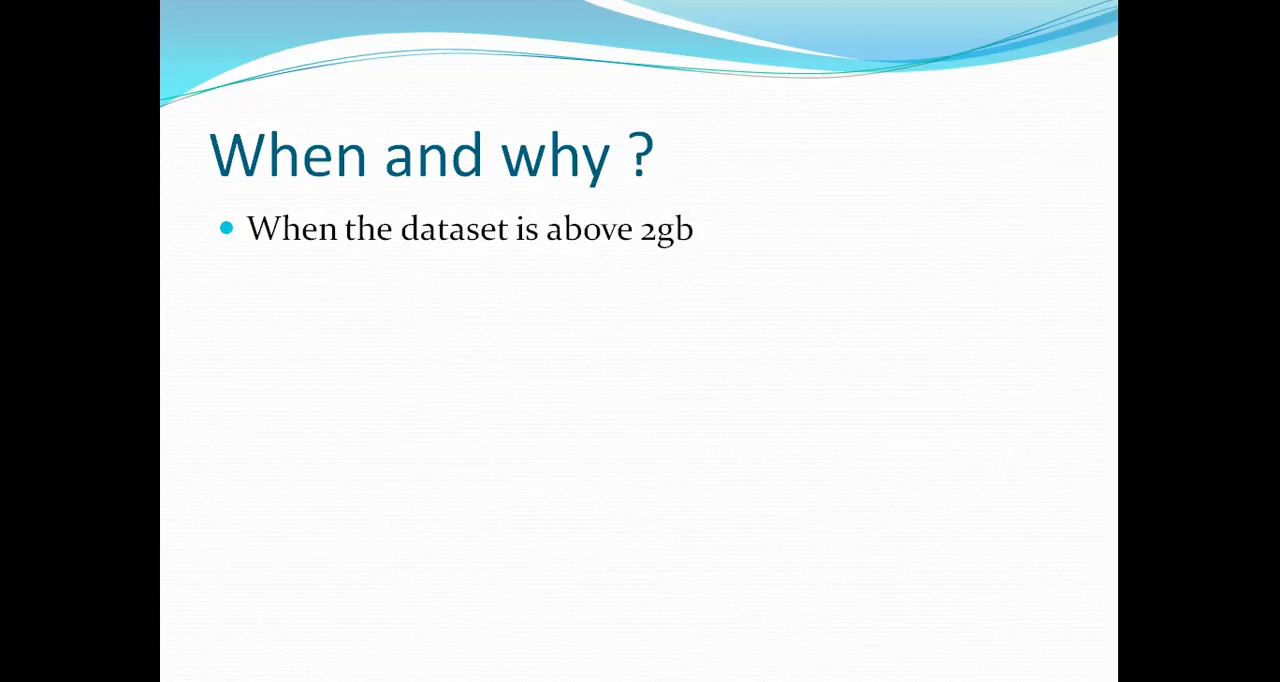 When and why ?
When the dataset is above 2gb